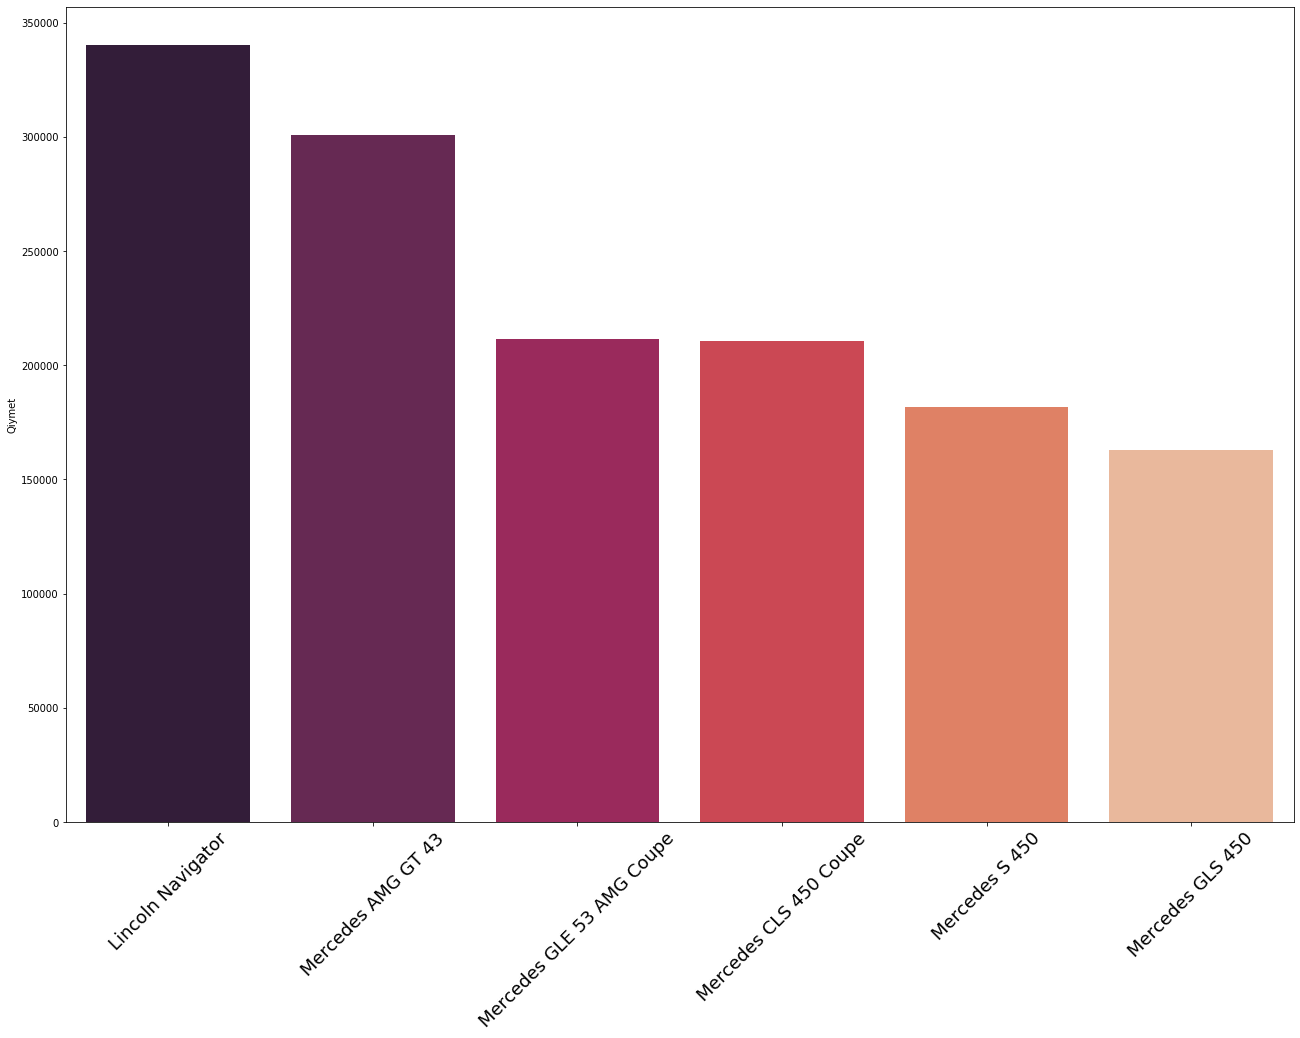 350000
300000
250000
200000
150000
100000
50000
0
Qiymet
Lincoln Navigator
Mercedes AMG GT 43
Mercedes GLE 53 AMG Coupe
Mercedes CLS 450 Coupe
Mercedes S 450
Mercedes GLS 450